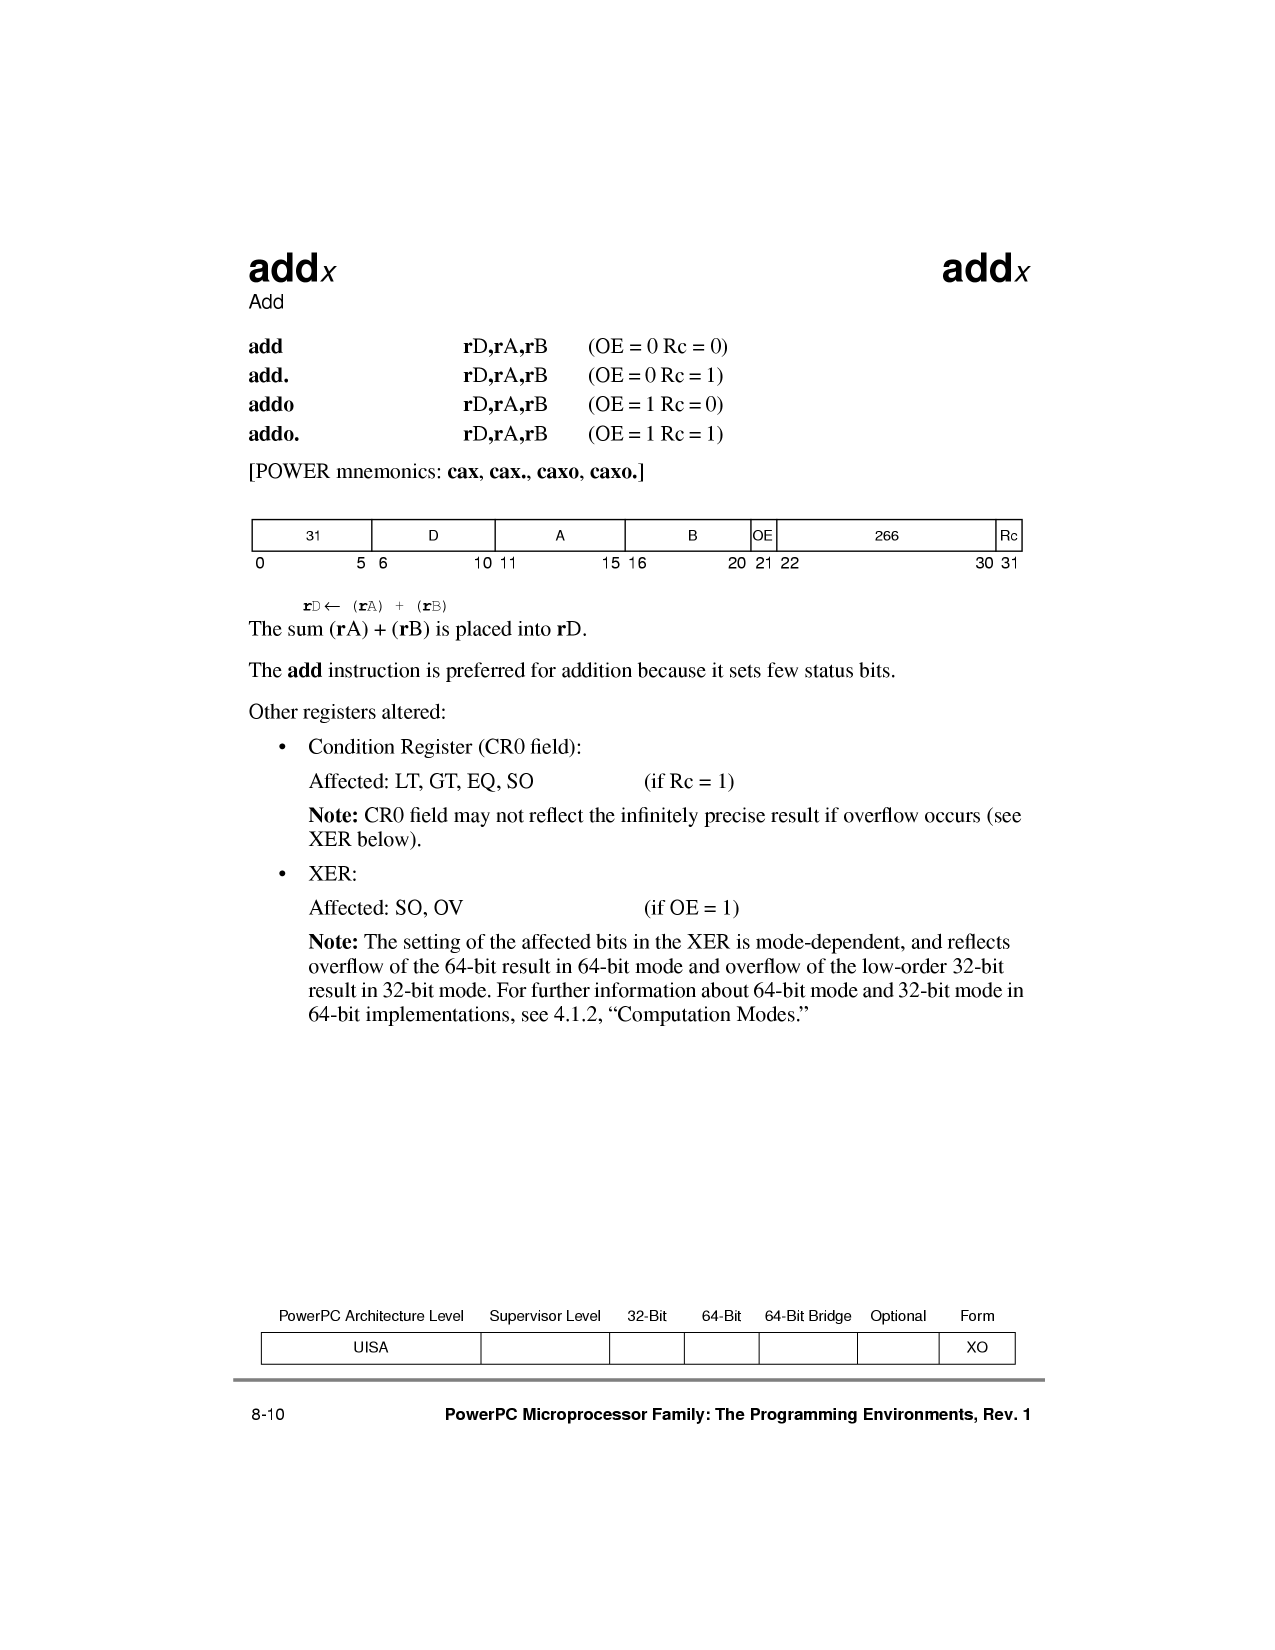 addx addx
Add
add rD,rA,rB (OE = 0 Rc = 0)
add. rD,rA,rB (OE = 0 Rc = 1)
addo rD,rA,rB (OE = 1 Rc = 0)
addo. rD,rA,rB (OE = 1 Rc = 1)
[POWER mnemonics: cax, cax., caxo, caxo.]
31 D A B OE 266 Rc
0 5 6 10 11 15 16 20 21 22 30 31
rD← (rA) + (rB)
The sum (rA) + (rB) is placed into rD.
The add instruction is preferred for addition because it sets few status bits.
Other registers altered:
• Condition Register (CR0 field):
Affected: LT, GT, EQ, SO (if Rc = 1)
Note: CR0 field may not reflect the infinitely precise result if overflow occurs (see
XER below).
• XER:
Affected: SO, OV (if OE = 1)
Note: The setting of the affected bits in the XER is mode-dependent, and reflects
overflow of the 64-bit result in 64-bit mode and overflow of the low-order 32-bit
result in 32-bit mode. For further information about 64-bit mode and 32-bit mode in
64-bit implementations, see 4.1.2, “Computation Modes.”
PowerPC Architecture Level Supervisor Level 32-Bit 64-Bit 64-Bit Bridge Optional Form
UISA XO
8-10 PowerPC Microprocessor Family: The Programming Environments, Rev. 1